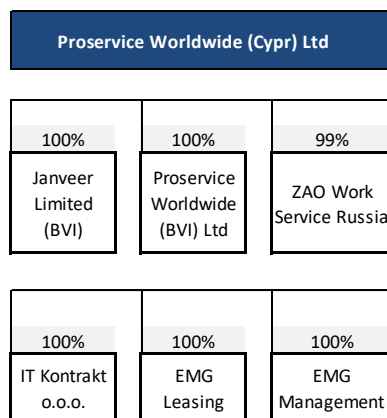 Proservice Worldwide (Cypr) Ltd
100% 100% 99%
Janveer
Limited
(BVI)
Proservice
Worldwide
(BVI) Ltd
ZAO Work
Service Russia
100% 100% 100%
IT Kontrakt
o.o.o.
EMG
Leasing
EMG
Management